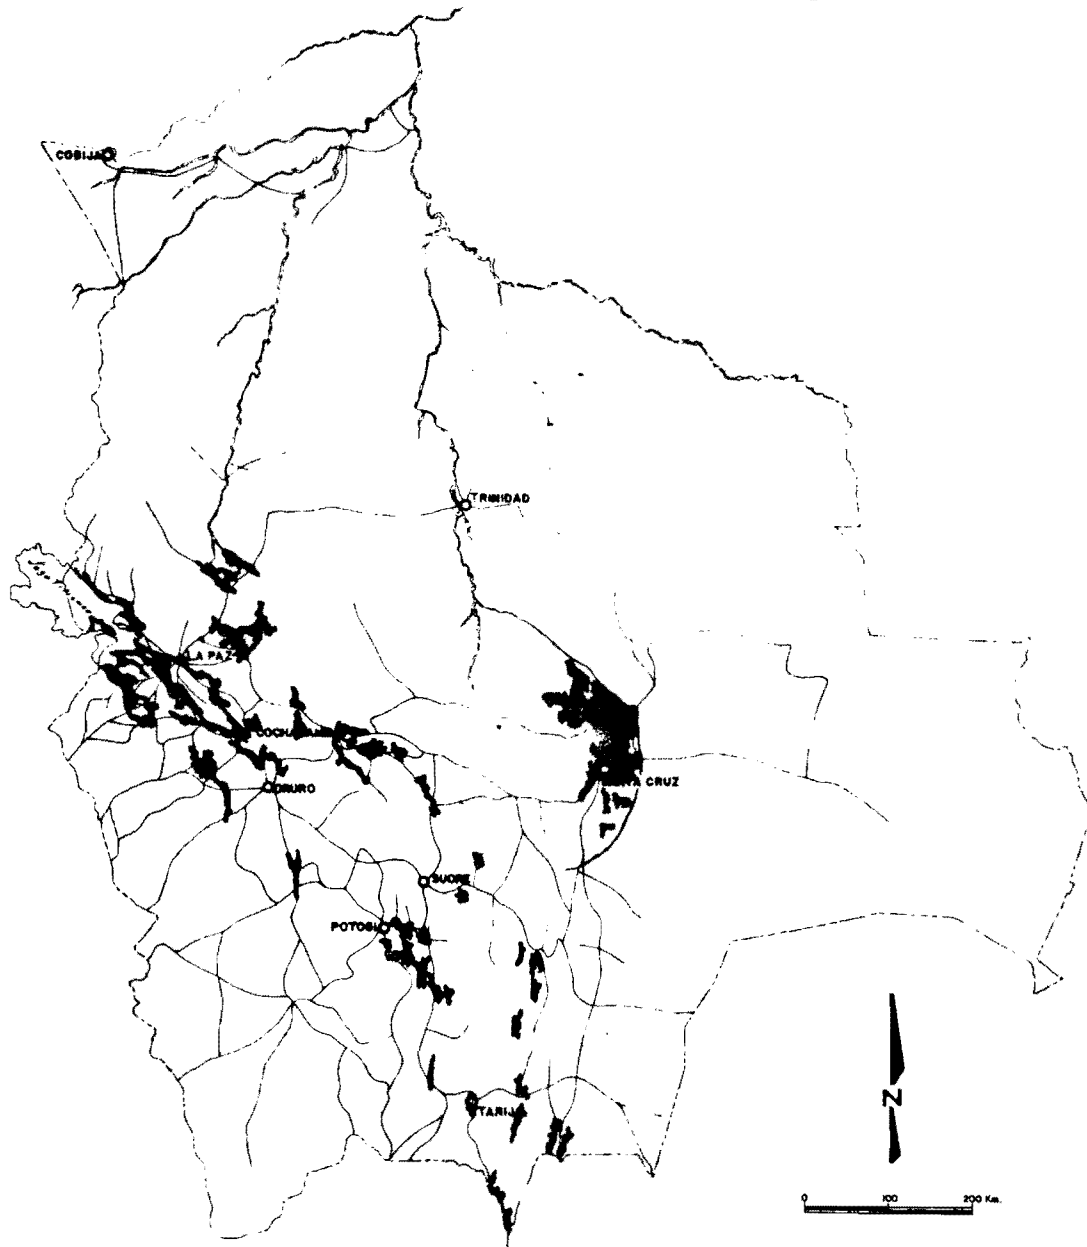 COBIJA
TRINIDAD
LA PAZ
ORURO
CRUZ
SUCRE
POTOSI
TARIJA
N
0 100 200 Km.